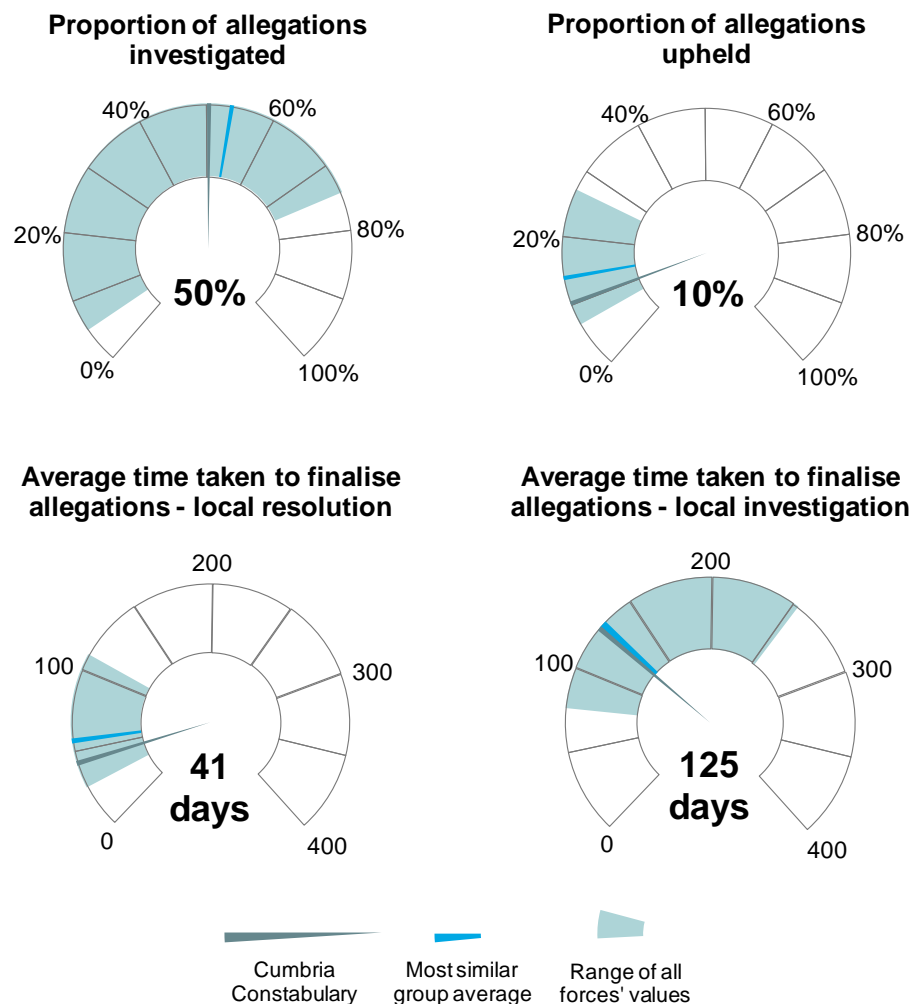 Proportion of allegations
investigated
40%
60%
20%
80%
50%
0%
100%
Proportion of allegations
upheld
40%
60%
20%
80%
10%
0%
100%
Average time taken to finalise
allegations - local resolution
200
100
300
41
days
0
400
Average time taken to finalise
allegations - local investigation
200
100
300
125
days
0
400
Cumbria
Constabulary
Most similar
group average
Range of all
forces' values